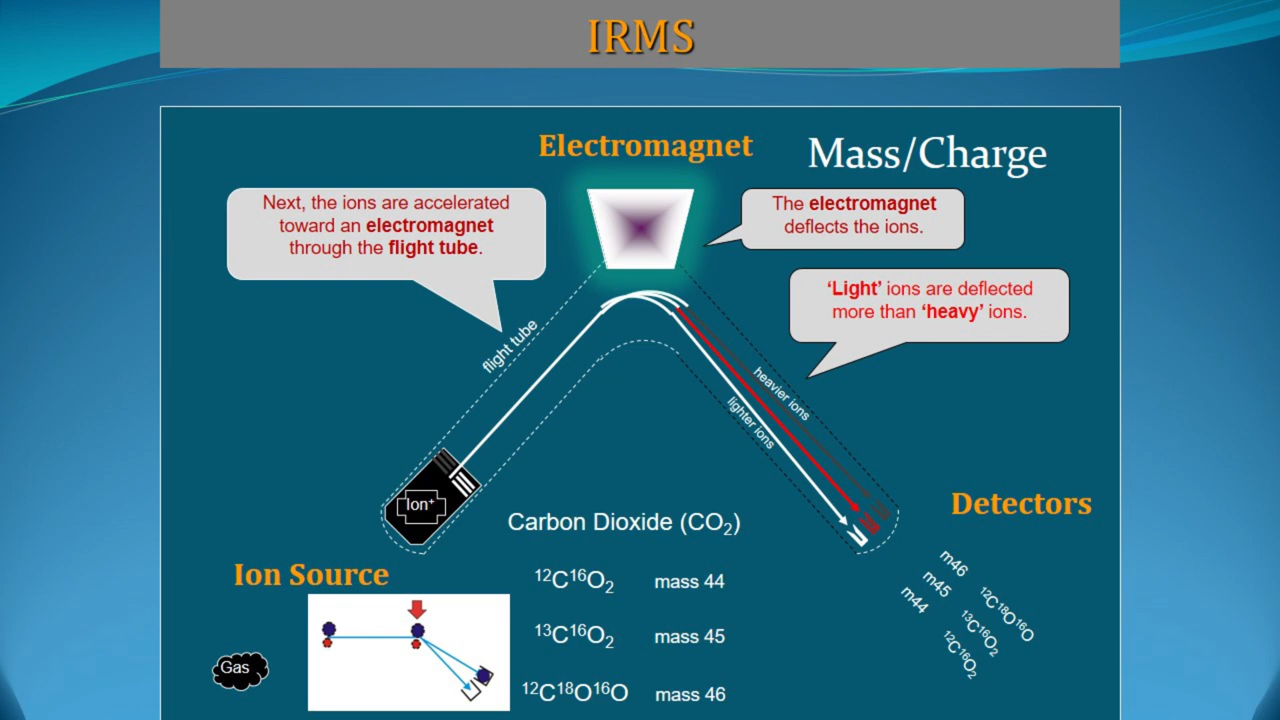 IRMS
Electromagnet
Mass/Charge
Next, the ions are accelerated
toward an electromagnet
through the flight tube.
The electromagnet
deflects the ions.
‘Light’ ions are deflected
more than ‘heavy’ ions.
flight tube
heavier ions
lighter ions
Ion⁺
Detectors
Carbon Dioxide (CO₂)
Ion Source
¹²C¹⁶O₂ mass 44
¹³C¹⁶O₂ mass 45
¹²C¹⁸O¹⁶O mass 46
Gas
m46
m45
m44
¹²C¹⁸O¹⁶O
¹³C¹⁶O₂
¹²C¹⁶O₂